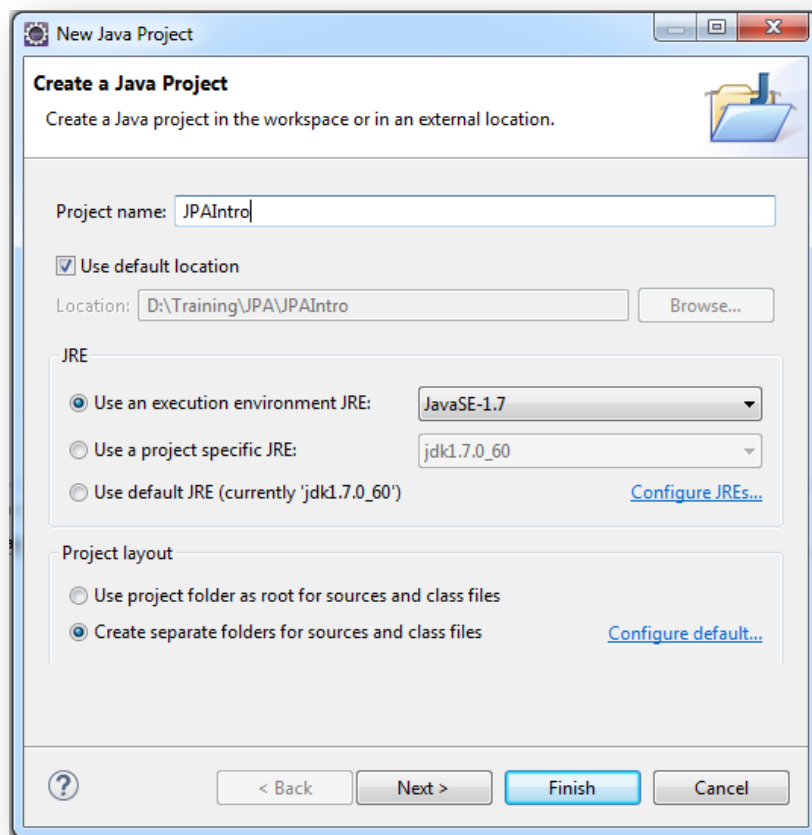 New Java Project
Create a Java Project
Create a Java project in the workspace or in an external location.
Project name: JPAIntro
Use default location
Location: D:\Training\JPA\JPAIntro Browse...
JRE
Use an execution environment JRE: JavaSE-1.7
Use a project specific JRE: jdk1.7.0_60
Use default JRE (currently 'jdk1.7.0_60') Configure JREs...
Project layout
Use project folder as root for sources and class files
Create separate folders for sources and class files Configure default...
? < Back Next > Finish Cancel